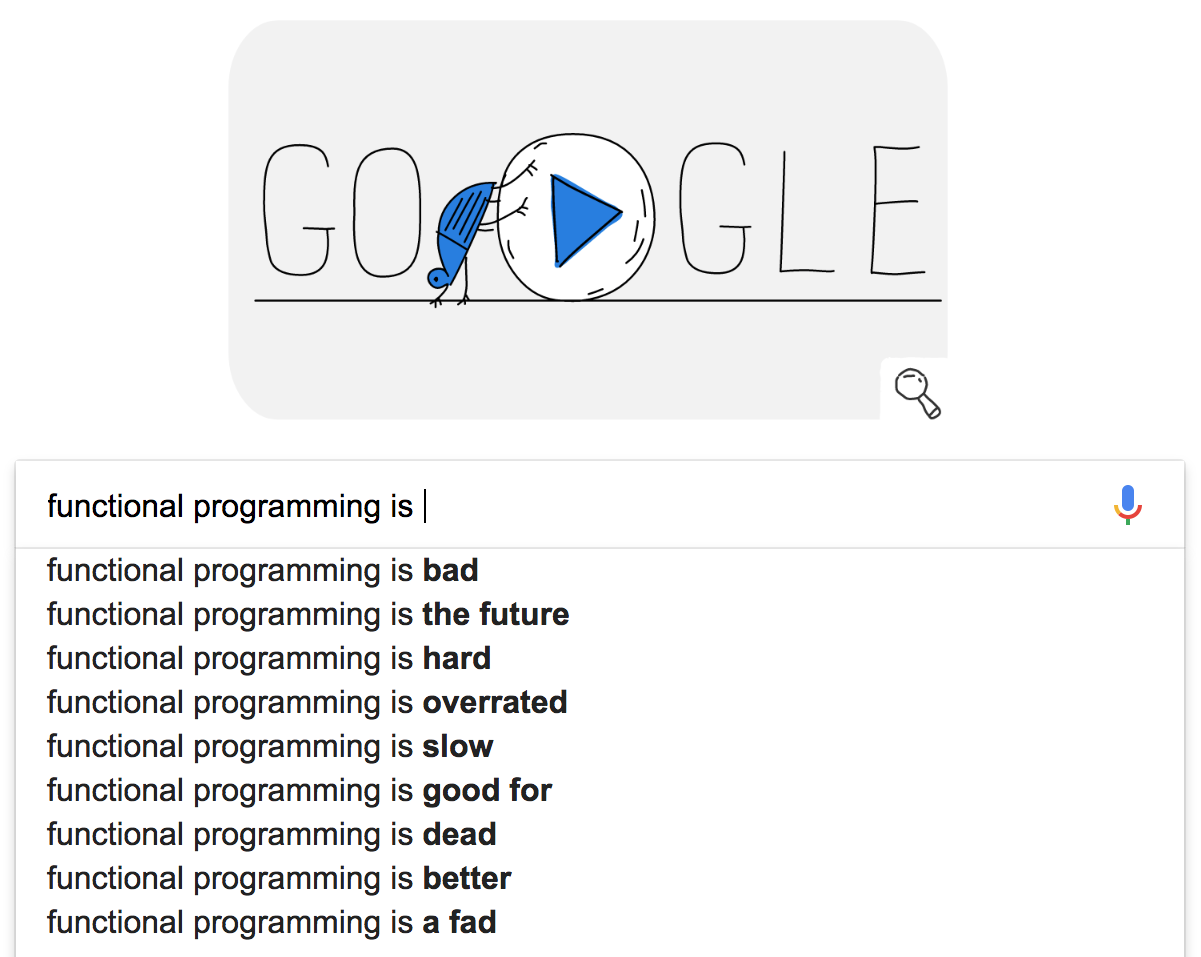 GOOGLE
functional programming is
functional programming is bad
functional programming is the future
functional programming is hard
functional programming is overrated
functional programming is slow
functional programming is good for
functional programming is dead
functional programming is better
functional programming is a fad